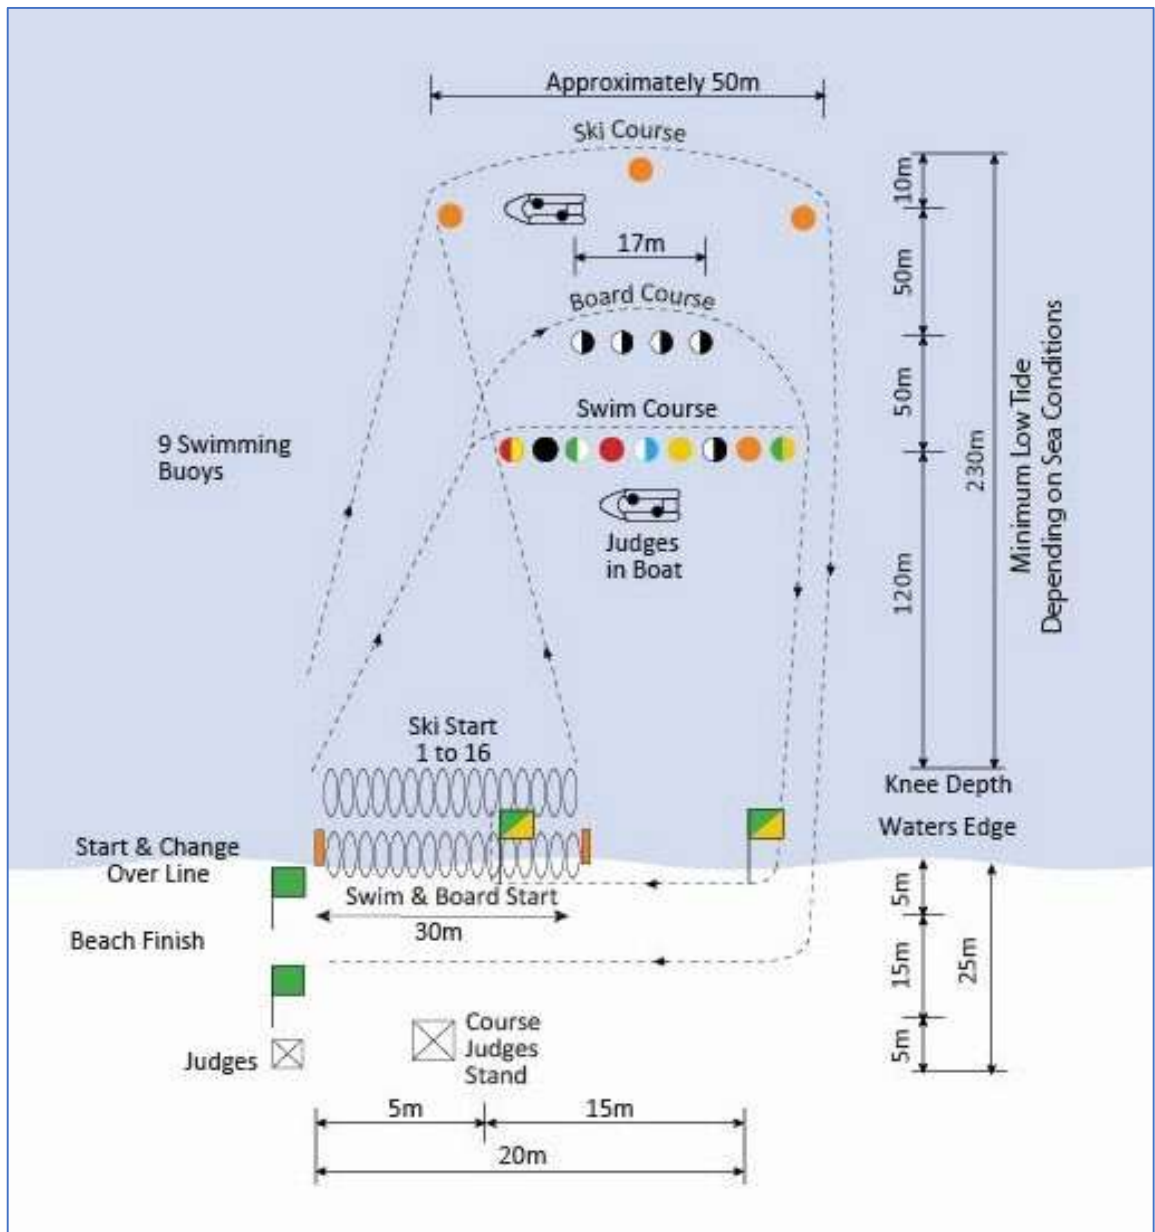 Approximately 50m
Ski Course
10m
17m
50m
Board Course
50m
Swim Course
9 Swimming
Buoys
230m
Minimum Low Tide
Depending on Sea Conditions
Judges
in Boat
120m
Ski Start
1 to 16
Knee Depth
Waters Edge
Start & Change
Over Line
Swim & Board Start
30m
5m
Beach Finish
15m
25m
Course
Judges
Stand
Judges
5m
5m
15m
20m